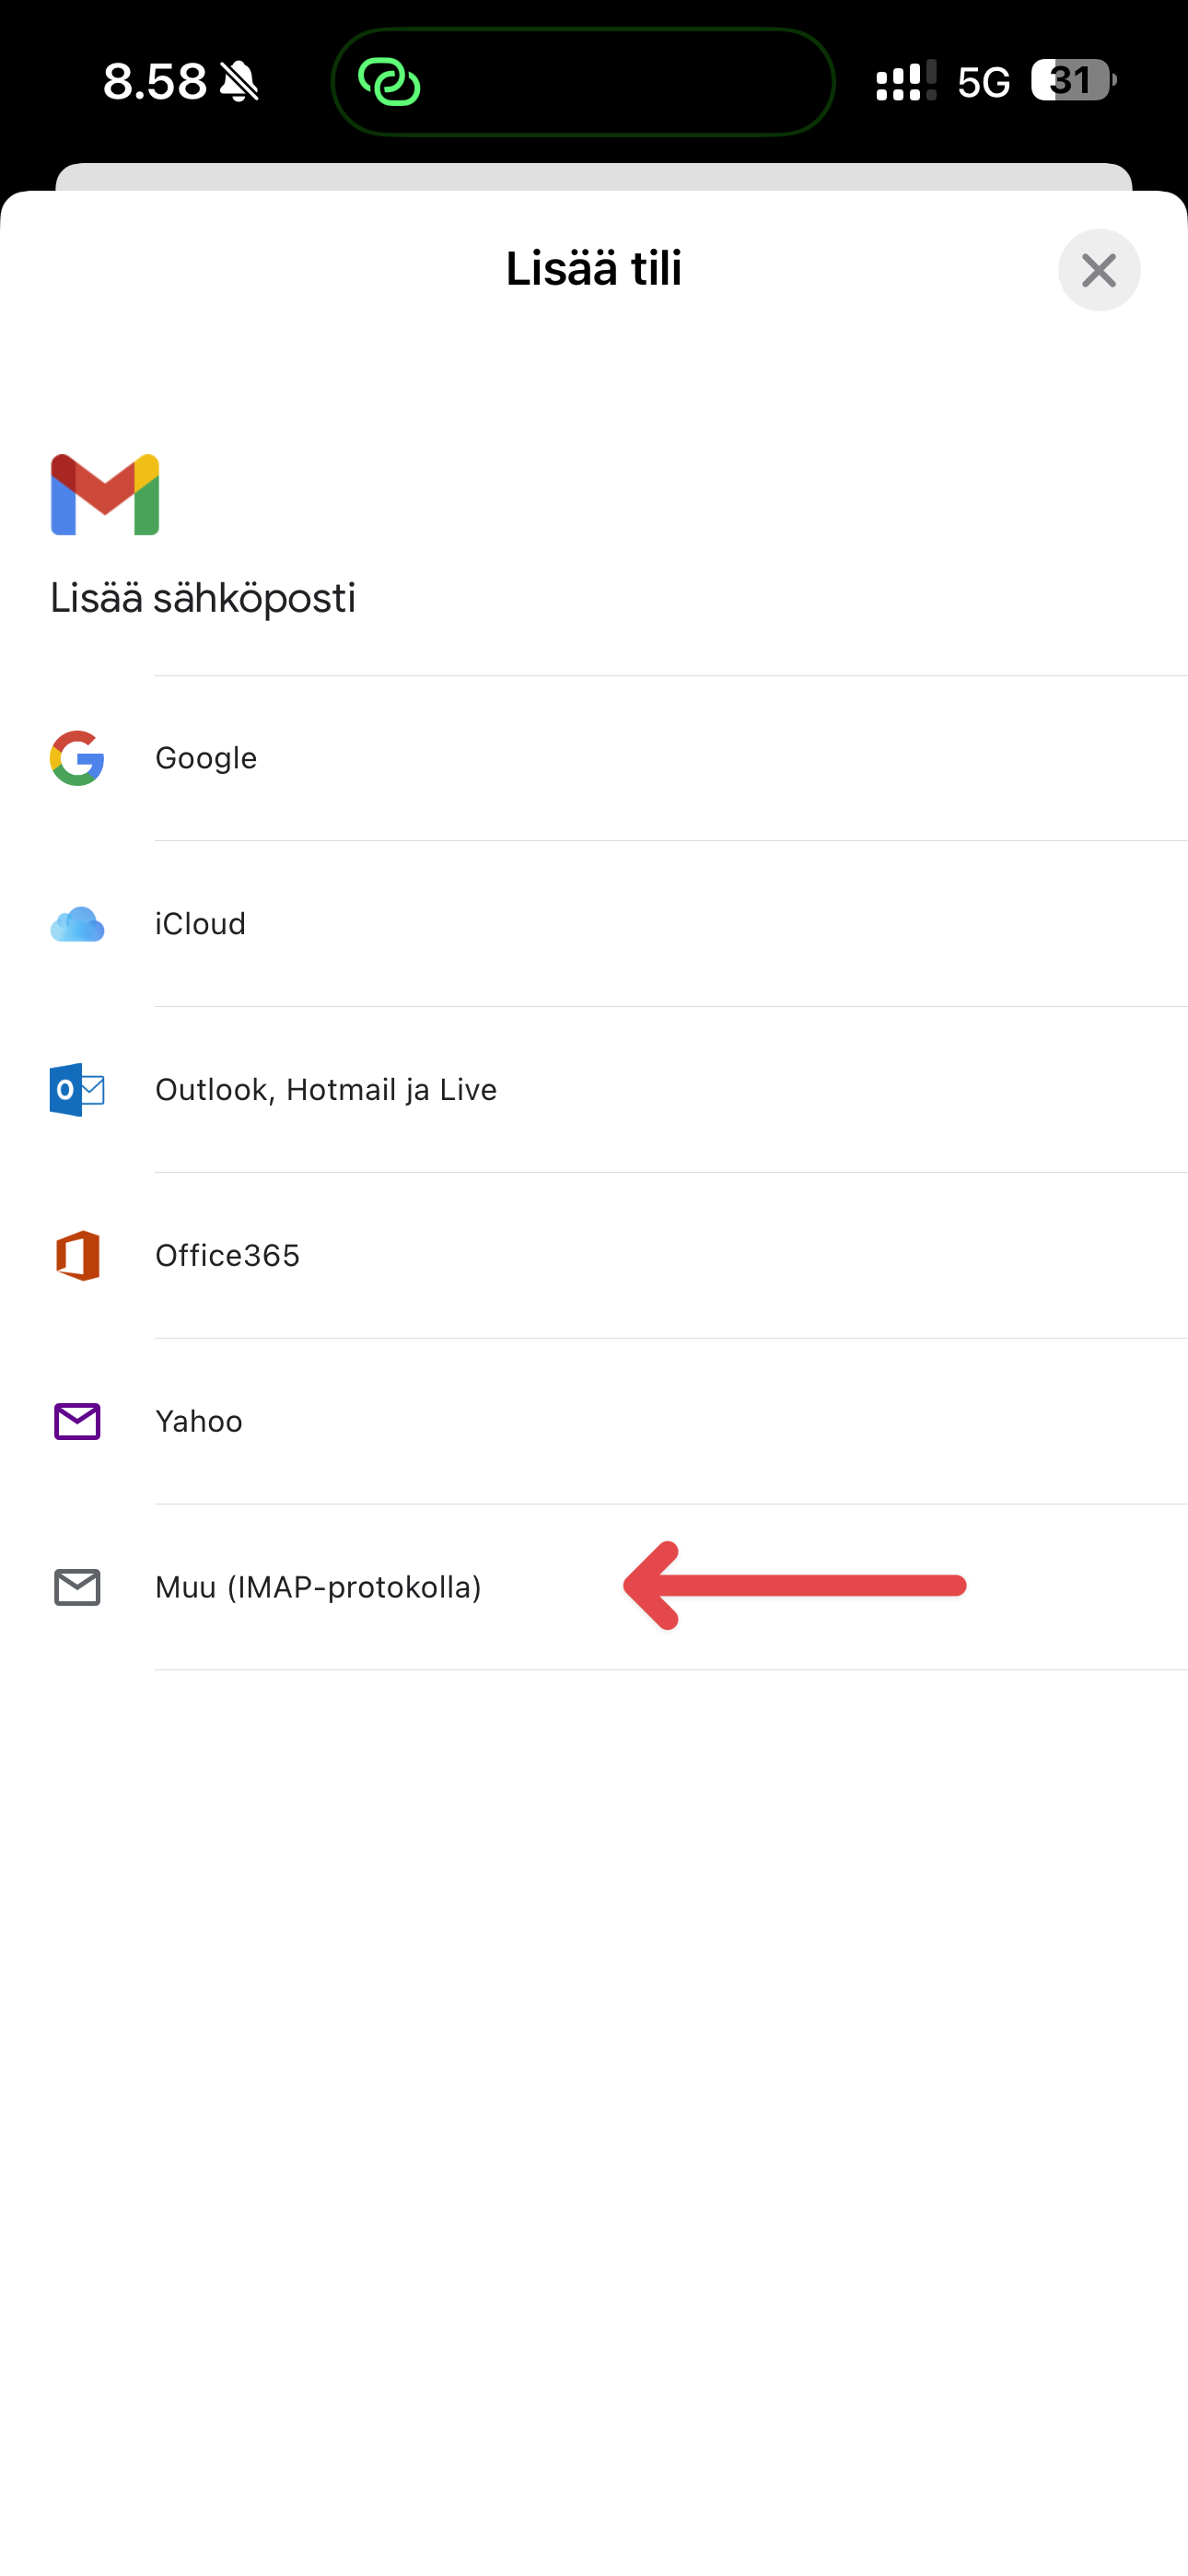 8.58 5G 31
Lisää tili
Lisää sähköposti
Google
iCloud
Outlook, Hotmail ja Live
Office365
Yahoo
Muu (IMAP-protokolla)